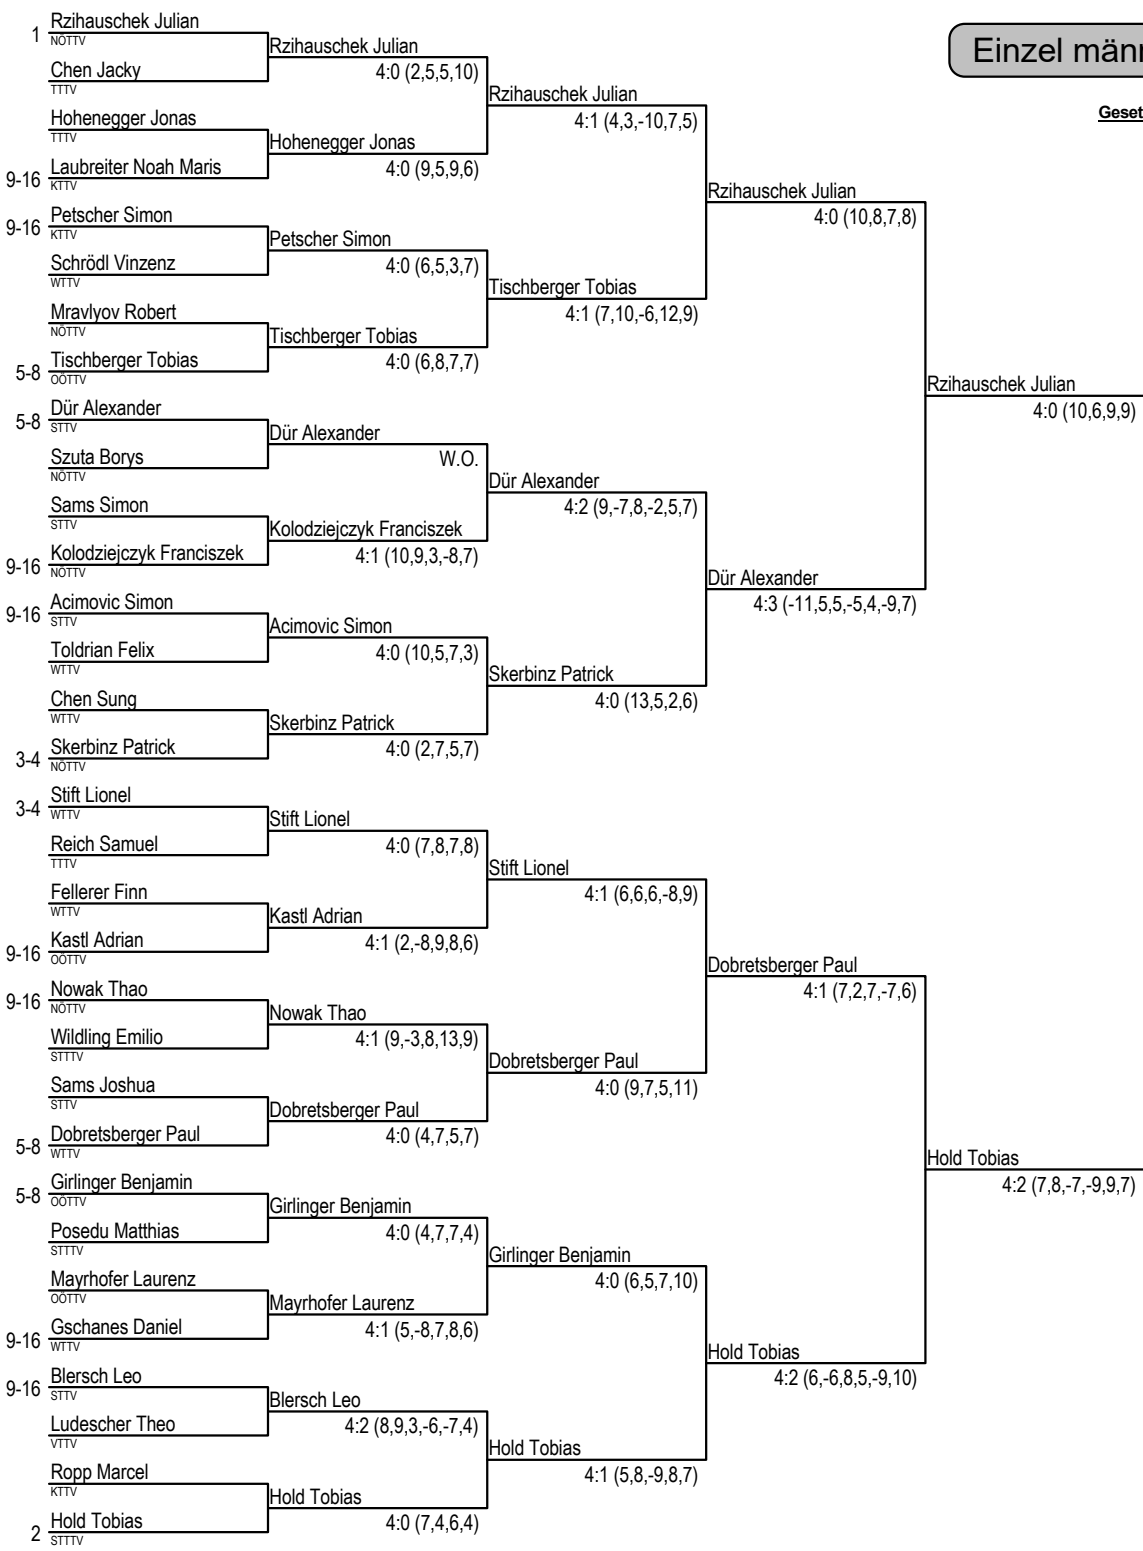 Einzel männ
Geset
1 Rzihauschek Julian
NÖTTV
Chen Jacky
TTTV
Hohenegger Jonas
TTTV
9-16 Laubreiter Noah Maris
KTTV
9-16 Petscher Simon
KTTV
Schrödl Vinzenz
WTTV
Mravlyov Robert
NÖTTV
5-8 Tischberger Tobias
OÖTTV
5-8 Dür Alexander
STTV
Szuta Borys
NÖTTV
Sams Simon
STTV
9-16 Kolodziejczyk Franciszek
NÖTTV
9-16 Acimovic Simon
STTV
Toldrian Felix
WTTV
Chen Sung
WTTV
3-4 Skerbinz Patrick
NÖTTV
3-4 Stift Lionel
WTTV
Reich Samuel
TTTV
Fellerer Finn
WTTV
9-16 Kastl Adrian
OÖTTV
9-16 Nowak Thao
NÖTTV
Wildling Emilio
STTTV
Sams Joshua
STTV
5-8 Dobretsberger Paul
WTTV
5-8 Girlinger Benjamin
OÖTTV
Posedu Matthias
STTTV
Mayrhofer Laurenz
OÖTTV
9-16 Gschanes Daniel
WTTV
9-16 Blersch Leo
STTV
Ludescher Theo
VTTV
Ropp Marcel
KTTV
2 Hold Tobias
STTTV
Rzihauschek Julian
4:0 (2,5,5,10)
Hohenegger Jonas
4:0 (9,5,9,6)
Petscher Simon
4:0 (6,5,3,7)
Tischberger Tobias
4:0 (6,8,7,7)
Dür Alexander
W.O.
Kolodziejczyk Franciszek
4:1 (10,9,3,-8,7)
Acimovic Simon
4:0 (10,5,7,3)
Skerbinz Patrick
4:0 (2,7,5,7)
Stift Lionel
4:0 (7,8,7,8)
Kastl Adrian
4:1 (2,-8,9,8,6)
Nowak Thao
4:1 (9,-3,8,13,9)
Dobretsberger Paul
4:0 (4,7,5,7)
Girlinger Benjamin
4:0 (4,7,7,4)
Mayrhofer Laurenz
4:1 (5,-8,7,8,6)
Blersch Leo
4:2 (8,9,3,-6,-7,4)
Hold Tobias
4:0 (7,4,6,4)
Rzihauschek Julian
4:1 (4,3,-10,7,5)
Tischberger Tobias
4:1 (7,10,-6,12,9)
Dür Alexander
4:2 (9,-7,8,-2,5,7)
Skerbinz Patrick
4:0 (13,5,2,6)
Stift Lionel
4:1 (6,6,6,-8,9)
Dobretsberger Paul
4:0 (9,7,5,11)
Girlinger Benjamin
4:0 (6,5,7,10)
Hold Tobias
4:1 (5,8,-9,8,7)
Rzihauschek Julian
4:0 (10,8,7,8)
Dür Alexander
4:3 (-11,5,5,-5,4,-9,7)
Dobretsberger Paul
4:1 (7,2,7,-7,6)
Hold Tobias
4:2 (6,-6,8,5,-9,10)
Rzihauschek Julian
4:0 (10,6,9,9)
Hold Tobias
4:2 (7,8,-7,-9,9,7)